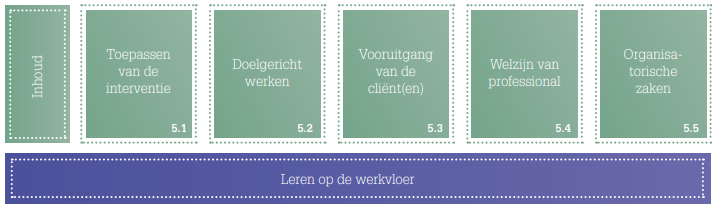 Inhoud
Toepassen
van de
interventie
5.1
Doelgericht
werken
5.2
Vooruitgang
van de
cliënt(en)
5.3
Welzijn van
professional
5.4
Organisa-
torische
zaken
5.5
Leren op de werkvloer